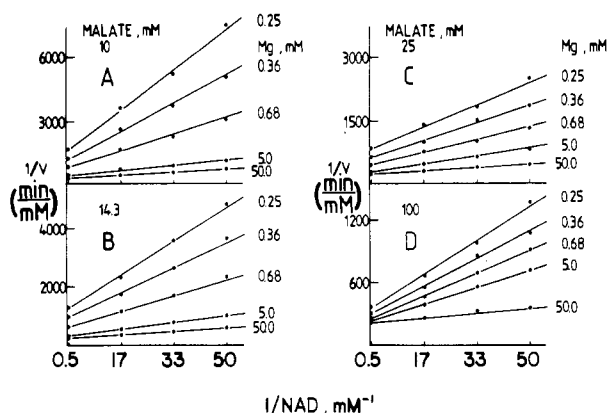 MALATE , mM
10
Mg, mM
0.25
0.36
0.68
5.0
50.0
6000
3000
A
1/V
(min/mM)
14.3
B
0.25
0.36
0.68
5.0
50.0
4000
2000
0.5 17 33 50
MALATE , mM
25
Mg, mM
C
0.25
0.36
0.68
5.0
50.0
3000
1500
1/V
(min/mM)
100
D
0.25
0.36
0.68
5.0
50.0
1200
600
0.5 17 33 50
1/NAD , mM⁻¹